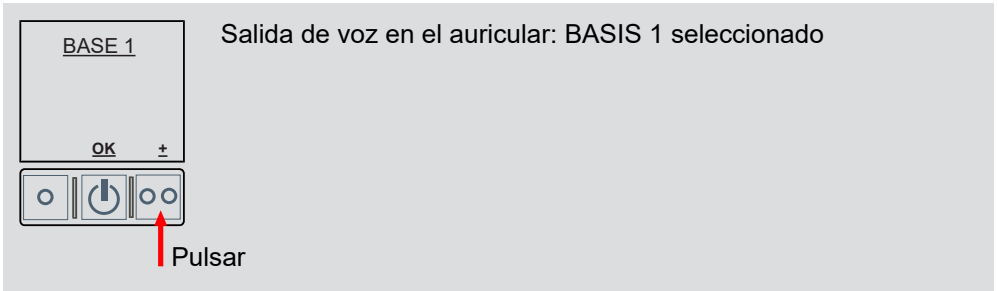 Salida de voz en el auricular: BASIS 1 seleccionado
BASE 1
OK +
Pulsar